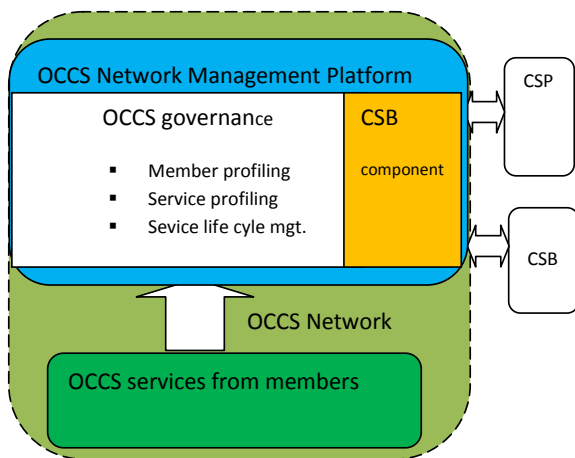 OCCS Network Management Platform
OCCS governance
▪ Member profiling
▪ Service profiling
▪ Sevice life cyle mgt.
CSB
component
CSP
CSB
OCCS Network
OCCS services from members